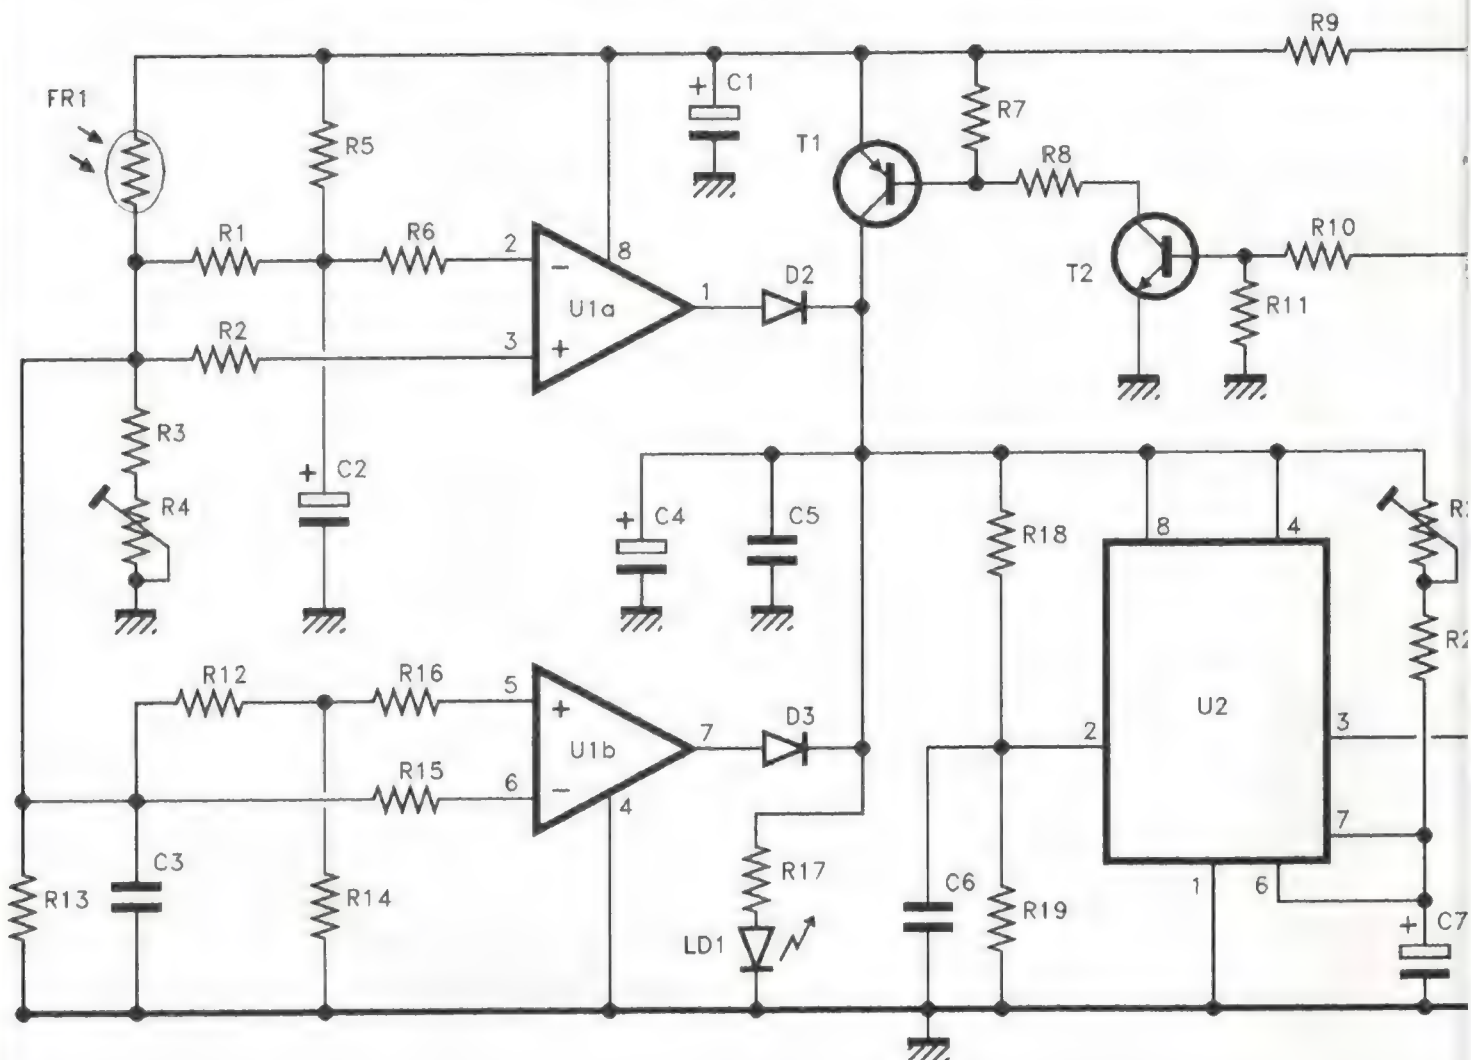 R9
FR1
+ C1
R5
R7
T1
R8
R1
R6
2
8
R10
T2
D2
1
U1a
R11
R2
3
R3
R4
+ C2
+ C4
C5
R18
8
4
R12
R16
5
U2
D3
7
2
3
U1b
R15
6
4
7
C3
R17
1
6
R13
R14
C6
R19
LD1
+ C7